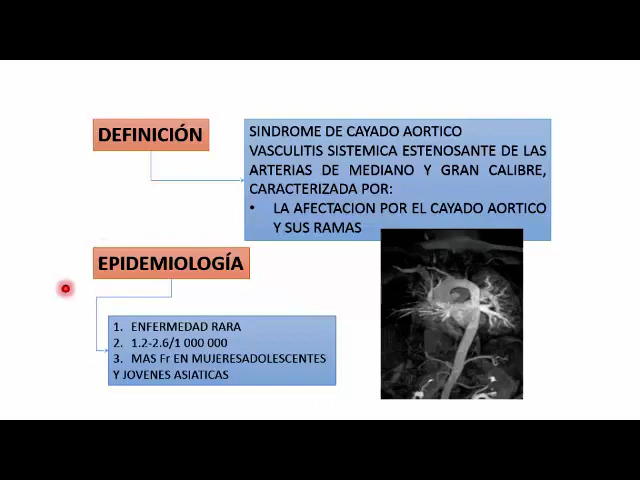 DEFINICIÓN
SINDROME DE CAYADO AORTICO
VASCULITIS SISTEMICA ESTENOSANTE DE LAS
ARTERIAS DE MEDIANO Y GRAN CALIBRE,
CARACTERIZADA POR:
• LA AFECTACION POR EL CAYADO AORTICO
Y SUS RAMAS
EPIDEMIOLOGÍA
1. ENFERMEDAD RARA
2. 1.2-2.6/1 000 000
3. MAS Fr EN MUJERESADOLESCENTES
Y JOVENES ASIATICAS